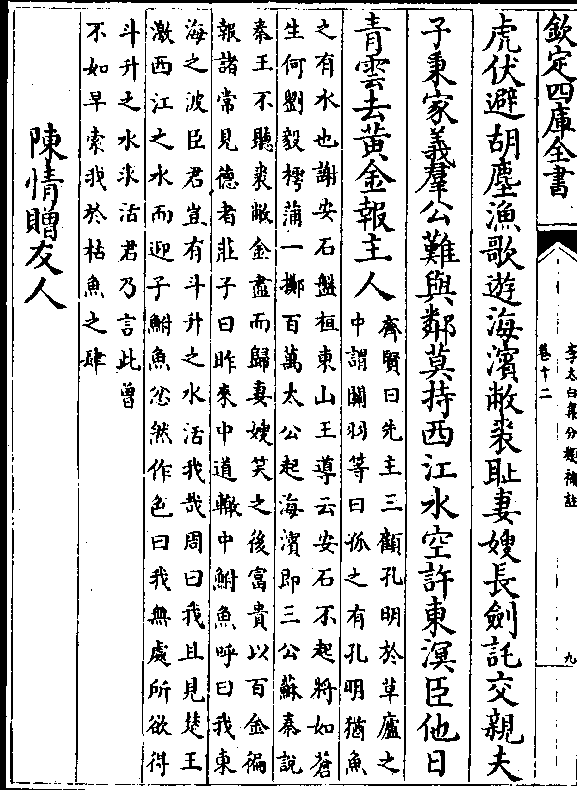 欽定四庫全書
李太白集分類補註
卷十二
九
虎伏避胡塵漁歌遊海濱敝裘耻妻嫂長劍託交親夫
子秉家義羣公難與鄰莫持西江水空許東溟臣他日
青雲去黃金報主人
齊賢曰先主三顧孔明於草廬之
中謂關羽等曰孤之有孔明猶魚
之有水也謝安石盤桓東山王導云安石不起將如蒼
生何劉毅樗蒲一擲百萬太公起海濱即三公蘇秦說
秦王不聽裘敝金盡而歸妻嫂笑之後富貴以百金徧
報諸常見德者莊子曰昨來中道轍中鮒魚呼曰我東
海之波臣君豈有斗升之水活我哉周曰我且見楚王
激西江之水而迎子鮒魚忿然作色曰我無處所欲得
斗升之水求活君乃言此曾
不如早索我於枯魚之肆
陳情贈友人